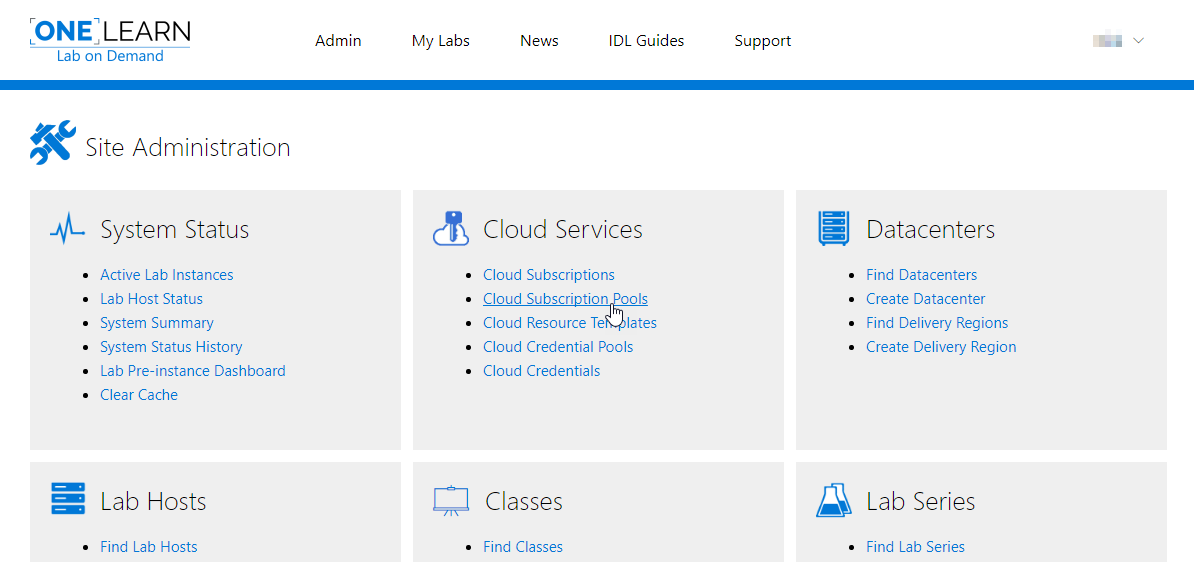 ONE LEARN
Lab on Demand
Admin My Labs News IDL Guides Support
Site Administration
System Status
Active Lab Instances
Lab Host Status
System Summary
System Status History
Lab Pre-instance Dashboard
Clear Cache
Cloud Services
Cloud Subscriptions
Cloud Subscription Pools
Cloud Resource Templates
Cloud Credential Pools
Cloud Credentials
Datacenters
Find Datacenters
Create Datacenter
Find Delivery Regions
Create Delivery Region
Lab Hosts
Find Lab Hosts
Classes
Find Classes
Lab Series
Find Lab Series